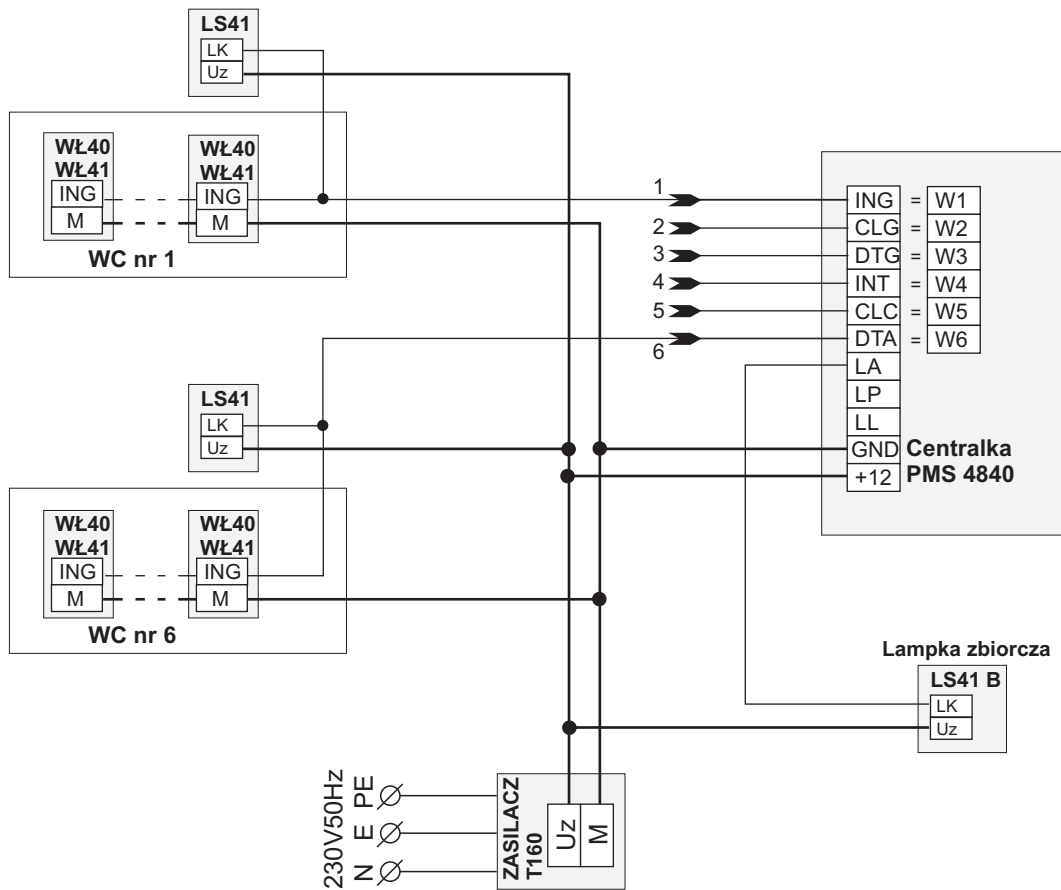 LS41
LK
Uz
WŁ40
WŁ41
ING
M
WŁ40
WŁ41
ING
M
WC nr 1
1
2
3
4
5
6
ING = W1
CLG = W2
DTG = W3
INT = W4
CLC = W5
DTA = W6
LA
LP
LL
GND
+12
Centralka
PMS 4840
LS41
LK
Uz
WŁ40
WŁ41
ING
M
WŁ40
WŁ41
ING
M
WC nr 6
Lampka zbiorcza
LS41 B
LK
Uz
230V50Hz
PE
E
N
ZASILACZ
T160
Uz
M